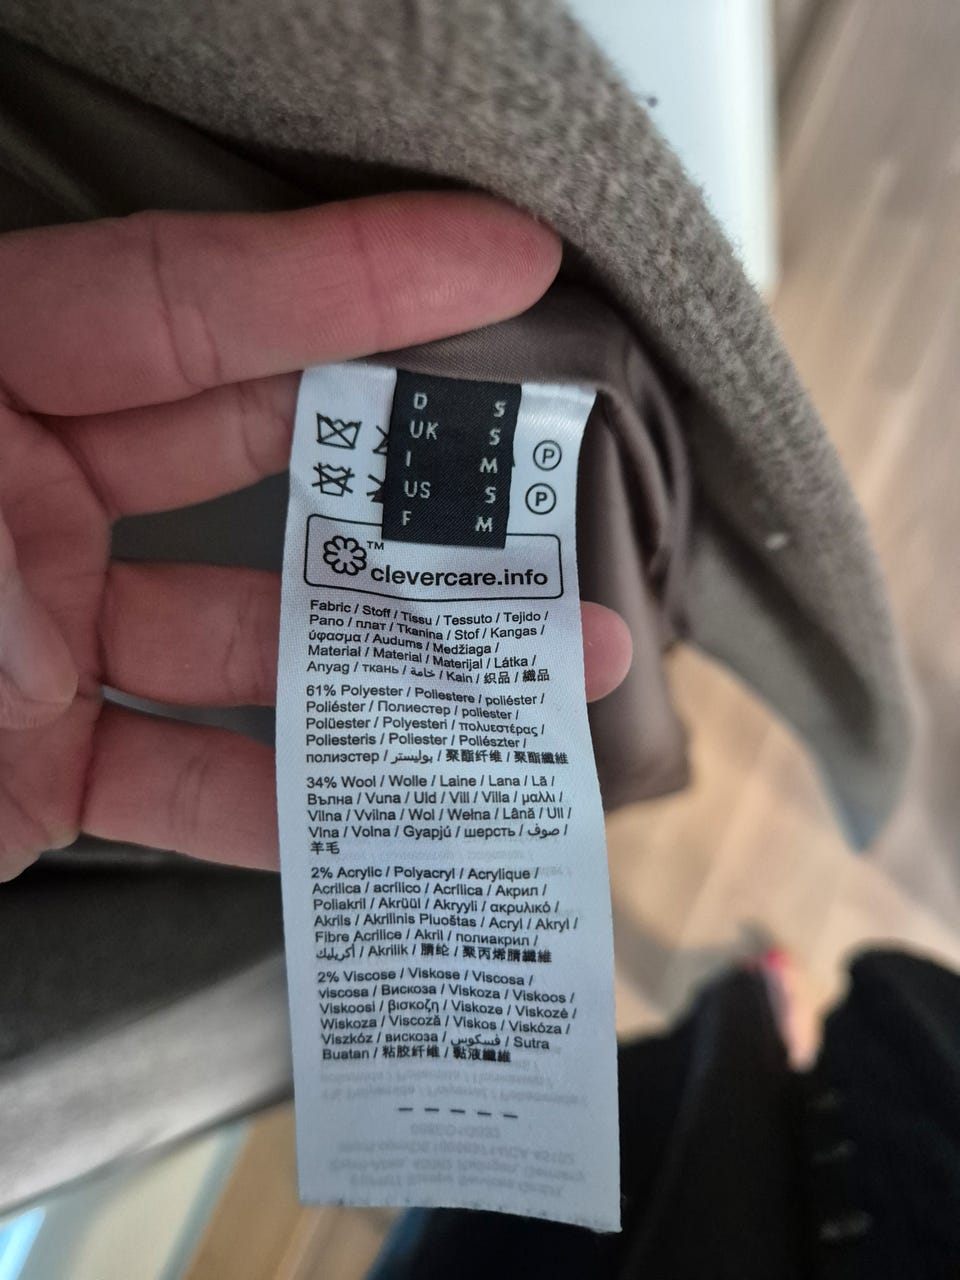 D S
UK S
I M
US S
F M
P
P
TM
clevercare.info
Fabric / Stoff / Tissu / Tessuto / Tejido /
Pano / плат / Tkanina / Stof / Kangas /
ύφασμα / Audums / Medžiaga /
Materiał / Material / Materijal / Látka /
Anyag / ткань / خامة / Kain / 织品 / 織品
61% Polyester / Poliestere / poliéster /
Poliéster / Полиестер / poliester /
Polüester / Polyesteri / πολυεστέρας /
Poliesteris / Poliester / Poliészter /
полиэстер / بوليستر / 聚酯纤维 / 聚酯纖維
34% Wool / Wolle / Laine / Lana / Lã /
Вълна / Vuna / Uld / Vill / Villa / μαλλι /
Vilna / Vvilna / Wol / Wełna / Lână / Ull /
Vlna / Volna / Gyapjú / шерсть / صوف /
羊毛
2% Acrylic / Polyacryl / Acrylique /
Acrilica / acrílico / Acrílica / Акрил /
Poliakril / Akrüül / Akryyli / ακρυλικό /
Akrils / Akrilinis Pluoštas / Acryl / Akryl /
Fibre Acrilice / Akril / полиакрил /
أكريليك / Akrilik / 腈纶 / 聚丙烯腈纖維
2% Viscose / Viskose / Viscosa /
viscosa / Вискоза / Viskoza / Viskoos /
Viskoosi / βισκοζη / Viskoze / Viskozė /
Wiskoza / Viscoză / Viskos / Viskóza /
Viszkóz / вискоза / فسكوس / Sutra
Buatan / 粘胶纤维 / 黏液纖維